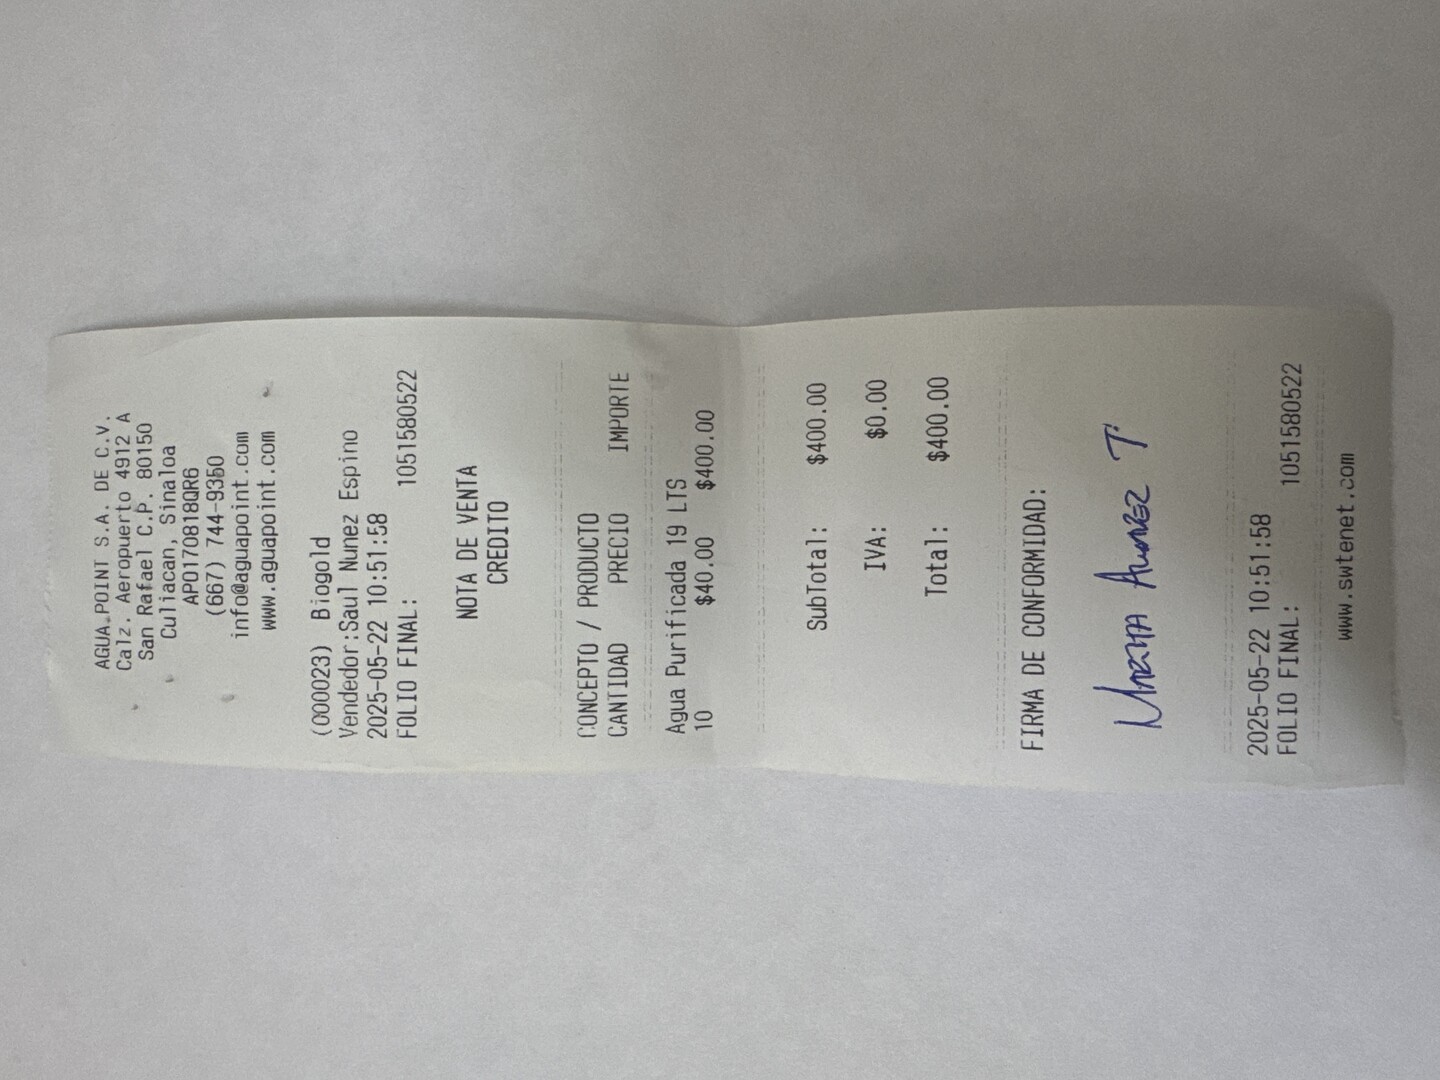 AGUA POINT S.A. DE C.V.
Calz. Aeropuerto 4912 A
San Rafael C.P. 80150
Culiacan, Sinaloa
APO170818QR6
(667) 744-9360
info@aguapoint.com
www.aguapoint.com
(000023) Biogold
Vendedor:Saul Nunez Espino
2025-05-22 10:51:58
FOLIO FINAL: 1051580522
NOTA DE VENTA
CREDITO
CONCEPTO / PRODUCTO
CANTIDAD PRECIO IMPORTE
Agua Purificada 19 LTS
10 $40.00 $400.00
SubTotal: $400.00
IVA: $0.00
Total: $400.00
FIRMA DE CONFORMIDAD:
T.
2025-05-22 10:51:58
FOLIO FINAL: 1051580522
www.swtenet.com